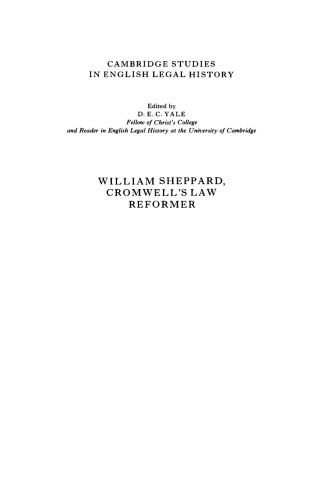 CAMBRIDGE STUDIES
IN ENGLISH LEGAL HISTORY
Edited by
D. E. C. YALE
Fellow of Christ's College
and Reader in English Legal History at the University of Cambridge
WILLIAM SHEPPARD,
CROMWELL'S LAW
REFORMER